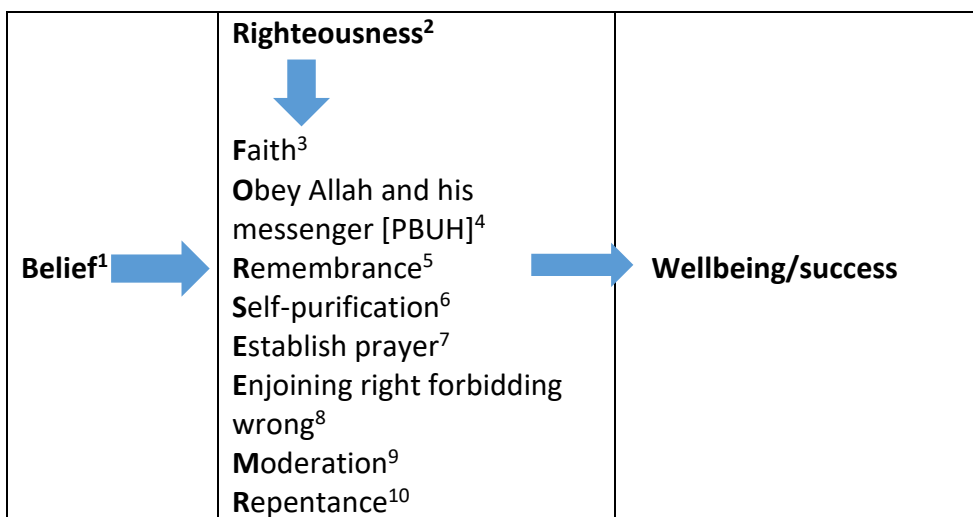 Righteousness²
Faith³
Obey Allah and his
messenger [PBUH]⁴
Belief¹
Remembrance⁵
Wellbeing/success
Self-purification⁶
Establish prayer⁷
Enjoining right forbidding
wrong⁸
Moderation⁹
Repentance¹⁰